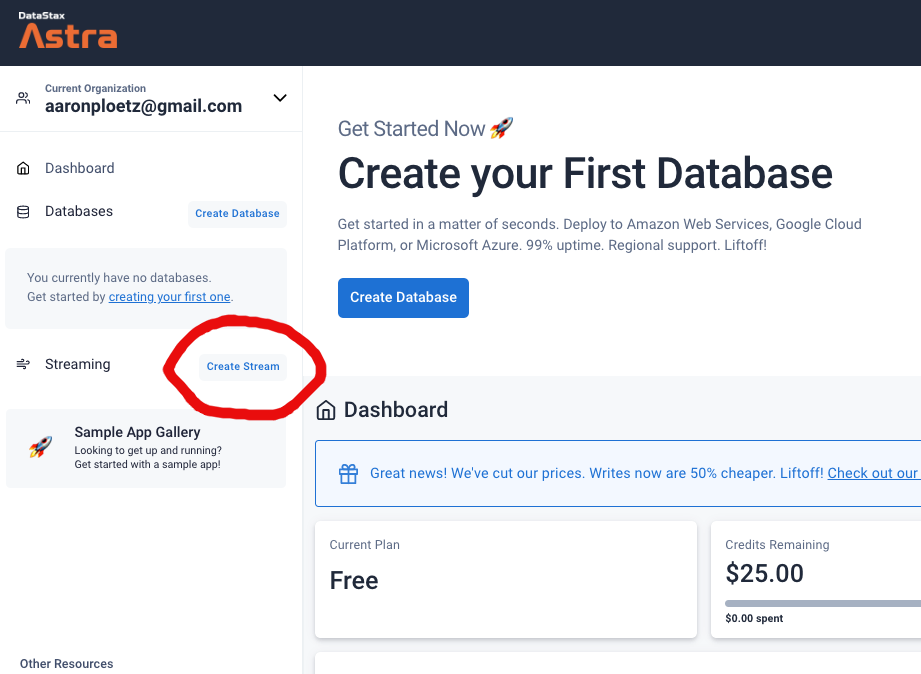 DataStax
Astra
Current Organization
aaronploetz@gmail.com
Dashboard
Databases
Create Database
You currently have no databases.
Get started by creating your first one.
Streaming
Create Stream
Sample App Gallery
Looking to get up and running?
Get started with a sample app!
Other Resources
Get Started Now 🚀
Create your First Database
Get started in a matter of seconds. Deploy to Amazon Web Services, Google Cloud
Platform, or Microsoft Azure. 99% uptime. Regional support. Liftoff!
Create Database
Dashboard
Great news! We've cut our prices. Writes now are 50% cheaper. Liftoff! Check out our
Current Plan
Free
Credits Remaining
$25.00
$0.00 spent